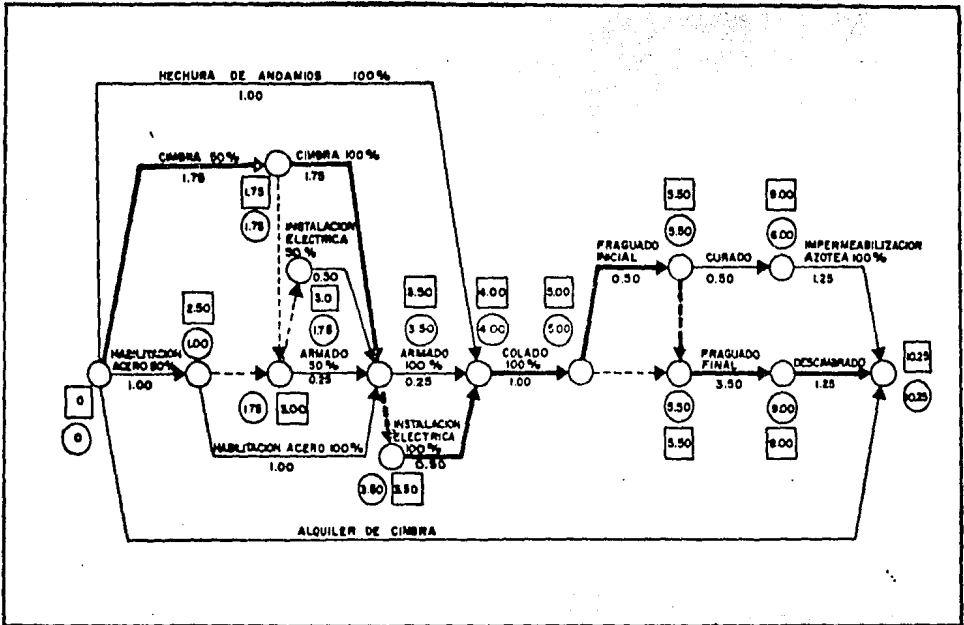 HECHURA DE ANDAMIOS 100%
1.00
CIMBRA 50%
1.75
CIMBRA 100%
1.75
1.75
1.75
INSTALACION
ELECTRICA
50 %
0.50
3.0
1.75
3.50
3.50
4.00
4.00
5.00
5.00
FRAGUADO
INICIAL
0.50
5.50
5.50
CURADO
0.50
9.00
6.00
IMPERMEABILIZACION
AZOTEA 100%
1.25
2.50
1.00
HABILITACION
ACERO 50%
1.00
ARMADO
50 %
0.25
ARMADO
100 %
0.25
COLADO
100 %
1.00
FRAGUADO
FINAL
3.50
DESCIMBRADO
1.25
10.25
10.25
0
0
1.75
3.00
HABILITACION ACERO 100%
1.00
INSTALACION
ELECTRICA
100 %
0.50
3.50
3.50
5.50
5.50
9.00
9.00
ALQUILER DE CIMBRA